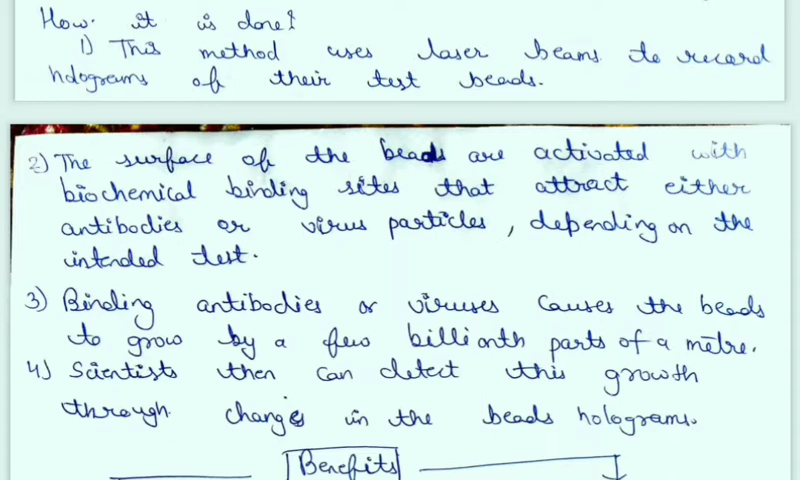 How it is done?
1) This method uses laser beams to record
hdograms of their test beads.
2) The surface of the beads are activated with
biochemical binding sites that attract either
antibodies or virus particles, depending on the
intended test.
3) Binding antibodies or viruses causes the beads
to grow by a few billionth parts of a metre.
4) Scientists then can detect this growth
through changes in the beads holograms.
Benefits